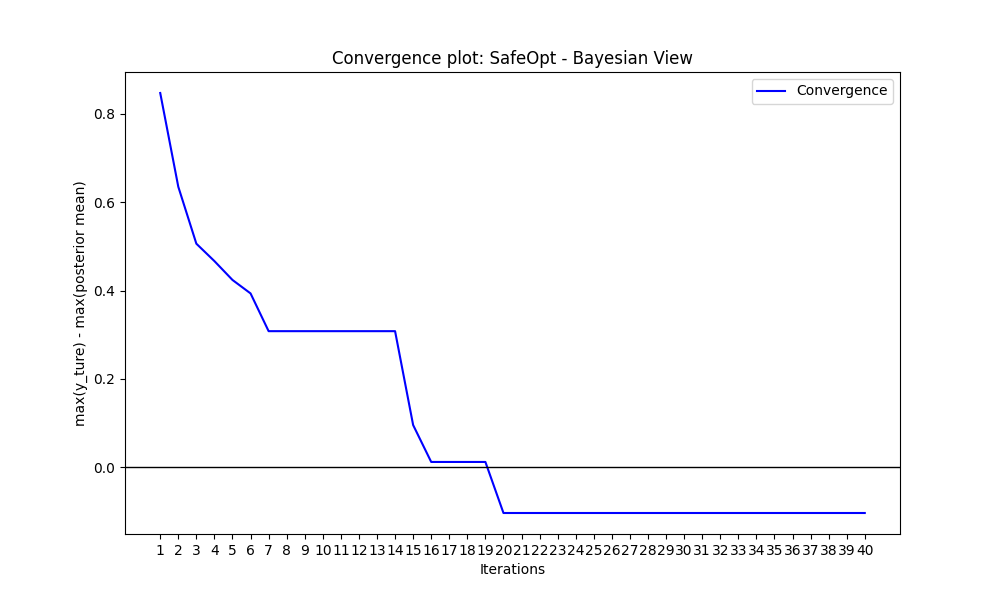 Convergence plot: SafeOpt - Bayesian View
Convergence
max(y_ture) - max(posterior mean)
0.8
0.6
0.4
0.2
0.0
1 2 3 4 5 6 7 8 9 10 11 12 13 14 15 16 17 18 19 20 21 22 23 24 25 26 27 28 29 30 31 32 33 34 35 36 37 38 39 40
Iterations